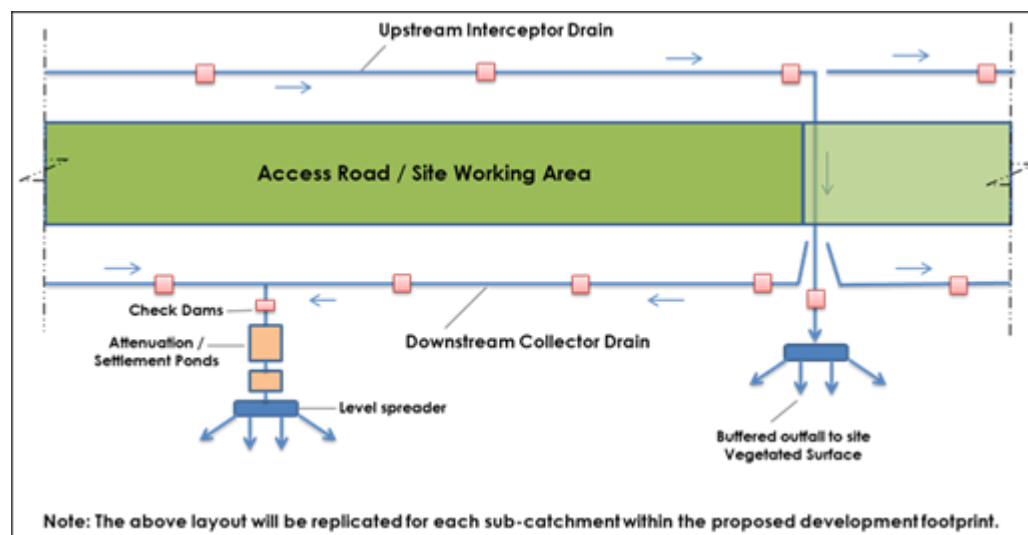 Upstream Interceptor Drain
Access Road / Site Working Area
Check Dams
Attenuation /
Settlement Ponds
Downstream Collector Drain
Level spreader
Buffered outfall to site
Vegetated Surface
Note: The above layout will be replicated for each sub-catchment within the proposed development footprint.